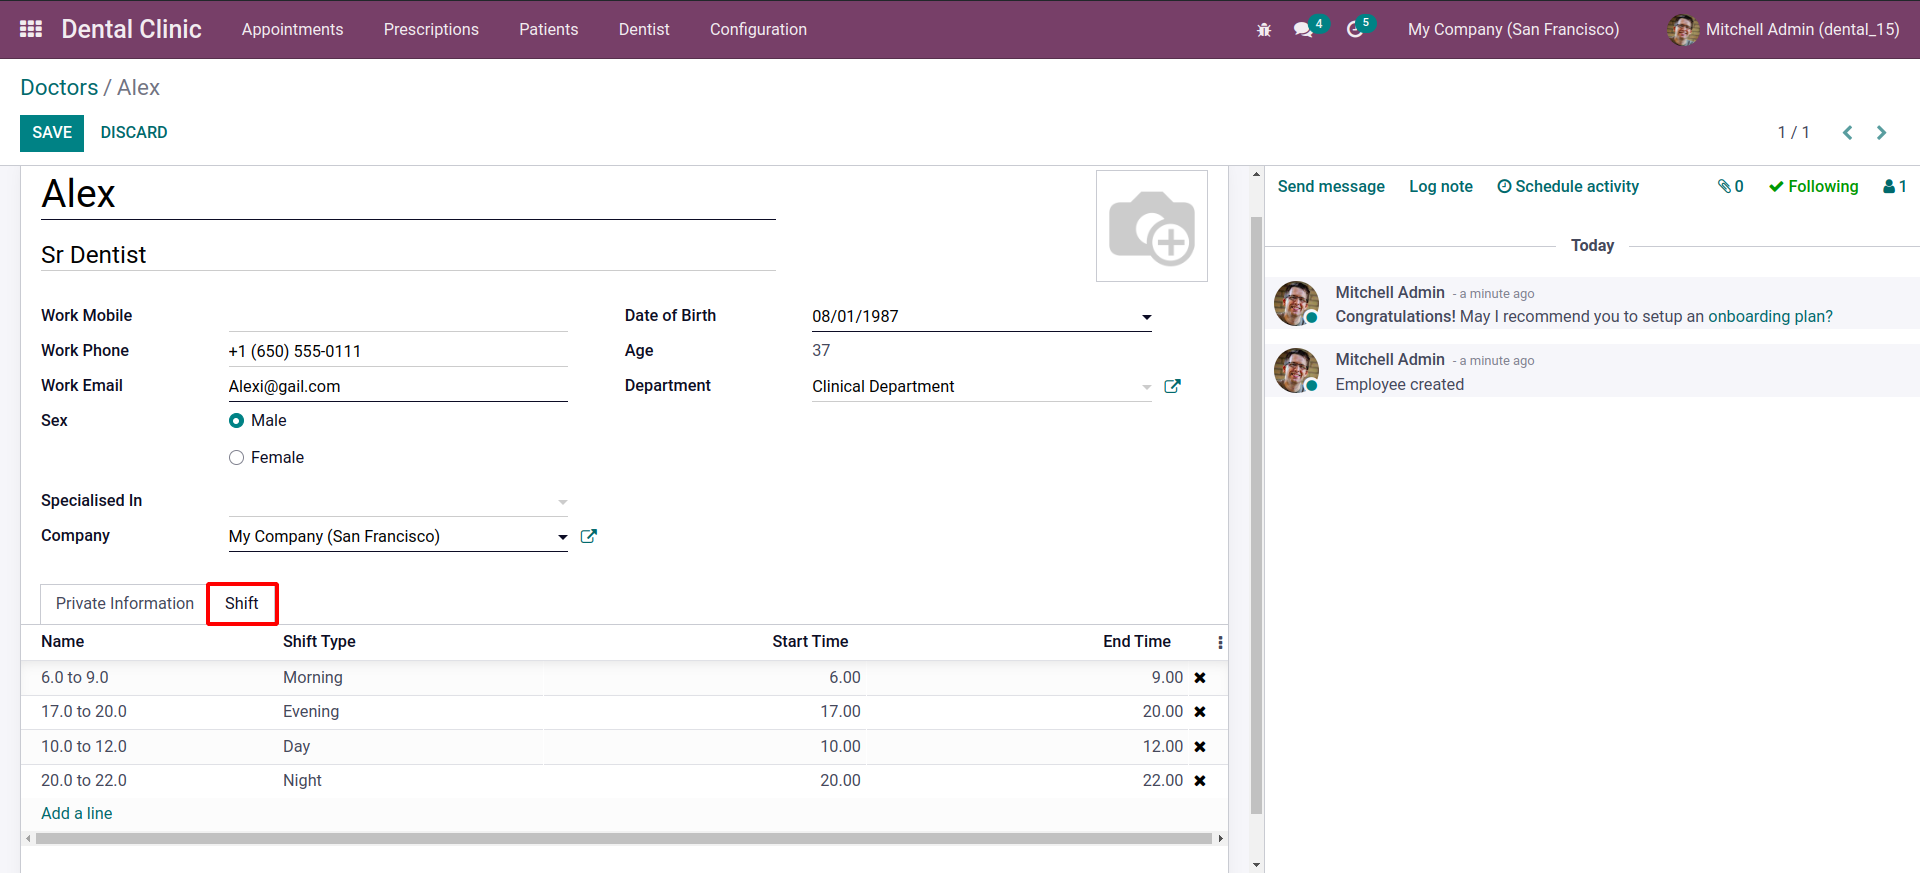 Dental Clinic Appointments Prescriptions Patients Dentist Configuration 4 5 My Company (San Francisco) Mitchell Admin (dental_15)
Doctors / Alex
SAVE DISCARD 1 / 1
Alex
Sr Dentist
Work Mobile
Work Phone +1 (650) 555-0111
Work Email Alexi@gail.com
Sex Male
Female
Specialised In
Company My Company (San Francisco)
Date of Birth 08/01/1987
Age 37
Department Clinical Department
Private Information Shift
Name Shift Type Start Time End Time
6.0 to 9.0 Morning 6.00 9.00
17.0 to 20.0 Evening 17.00 20.00
10.0 to 12.0 Day 10.00 12.00
20.0 to 22.0 Night 20.00 22.00
Add a line
Send message Log note Schedule activity 0 Following 1
Today
Mitchell Admin - a minute ago
Congratulations! May I recommend you to setup an onboarding plan?
Mitchell Admin - a minute ago
Employee created